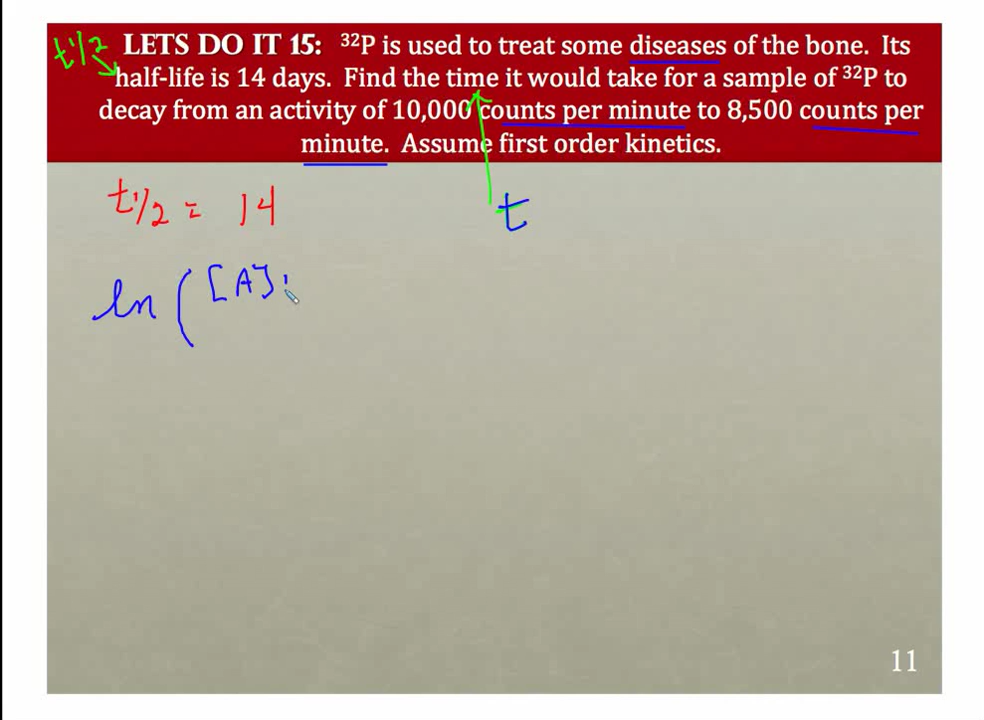 t1/2 LETS DO IT 15: ³²P is used to treat some diseases of the bone. Its
half-life is 14 days. Find the time it would take for a sample of ³²P to
decay from an activity of 10,000 counts per minute to 8,500 counts per
minute. Assume first order kinetics.
t1/2 = 14
t
ln ( [A]
11